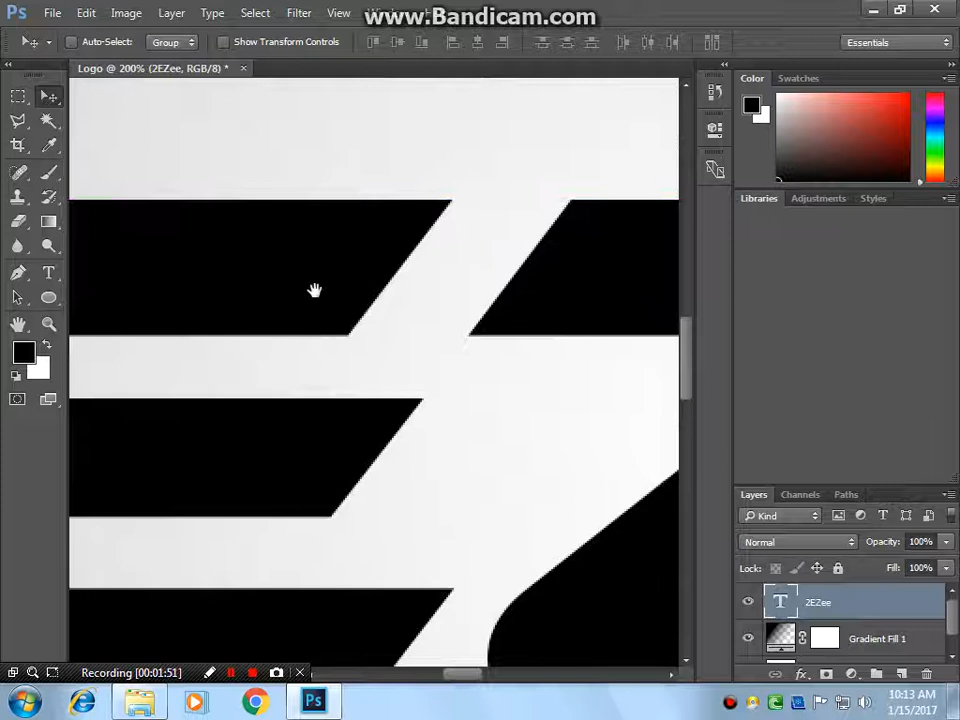 www.Bandicam.com
Ps File Edit Image Layer Type Select Filter View
Auto-Select: Group Show Transform Controls Essentials
Logo @ 200% (2EZee, RGB/8) * ×
Color Swatches
Libraries Adjustments Styles
Layers Channels Paths
Kind
Normal Opacity: 100%
Lock: Fill: 100%
T 2EZee
Gradient Fill 1
fx
Recording [00:01:51]
Ps
10:13 AM
1/15/2017